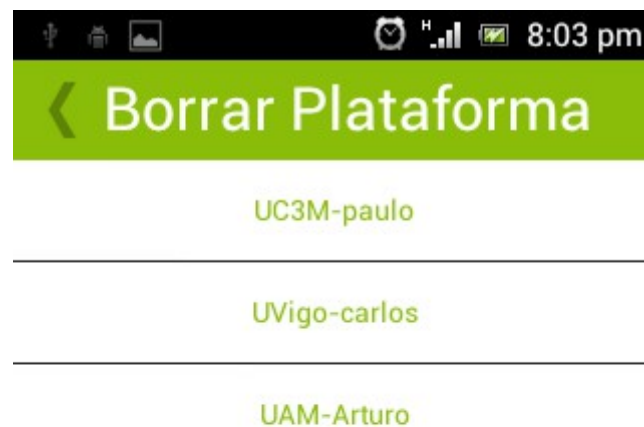 H 8:03 pm
Borrar Plataforma
UC3M-paulo
UVigo-carlos
UAM-Arturo